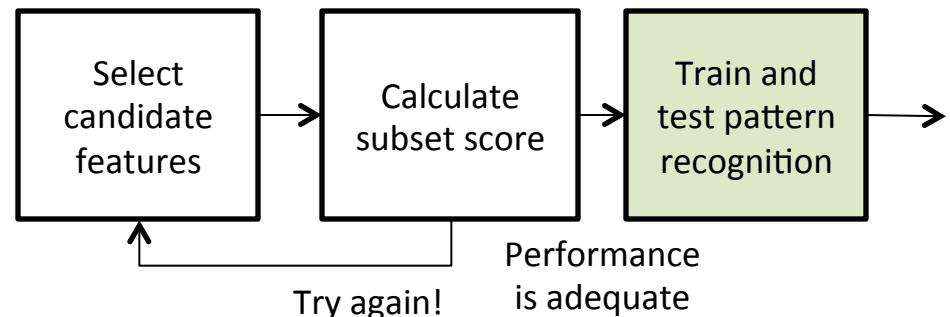 Select
candidate
features
Calculate
subset score
Train and
test pattern
recognition
Try again!
Performance
is adequate